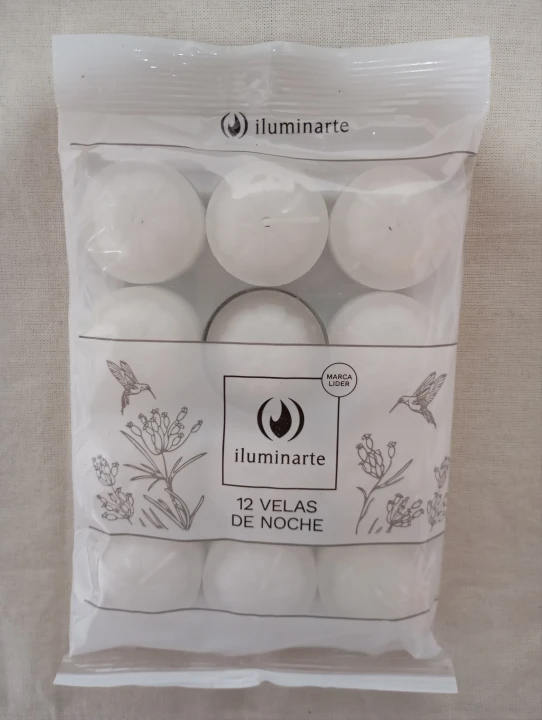 iluminarte
MARCA
LIDER
iluminarte
12 VELAS
DE NOCHE